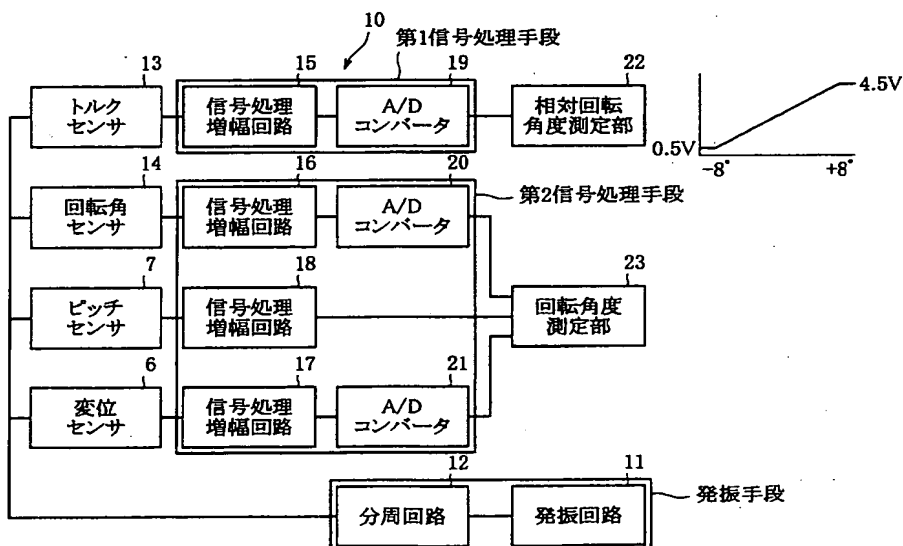 10
第1信号処理手段
13
15
19
22
トルク
センサ
信号処理
増幅回路
A/D
コンバータ
相対回転
角度測定部
4.5V
0.5V
-8°
+8°
14
16
20
第2信号処理手段
回転角
センサ
信号処理
増幅回路
A/D
コンバータ
7
18
23
ピッチ
センサ
信号処理
増幅回路
回転角度
測定部
6
17
21
変位
センサ
信号処理
増幅回路
A/D
コンバータ
12
11
発振手段
分周回路
発振回路